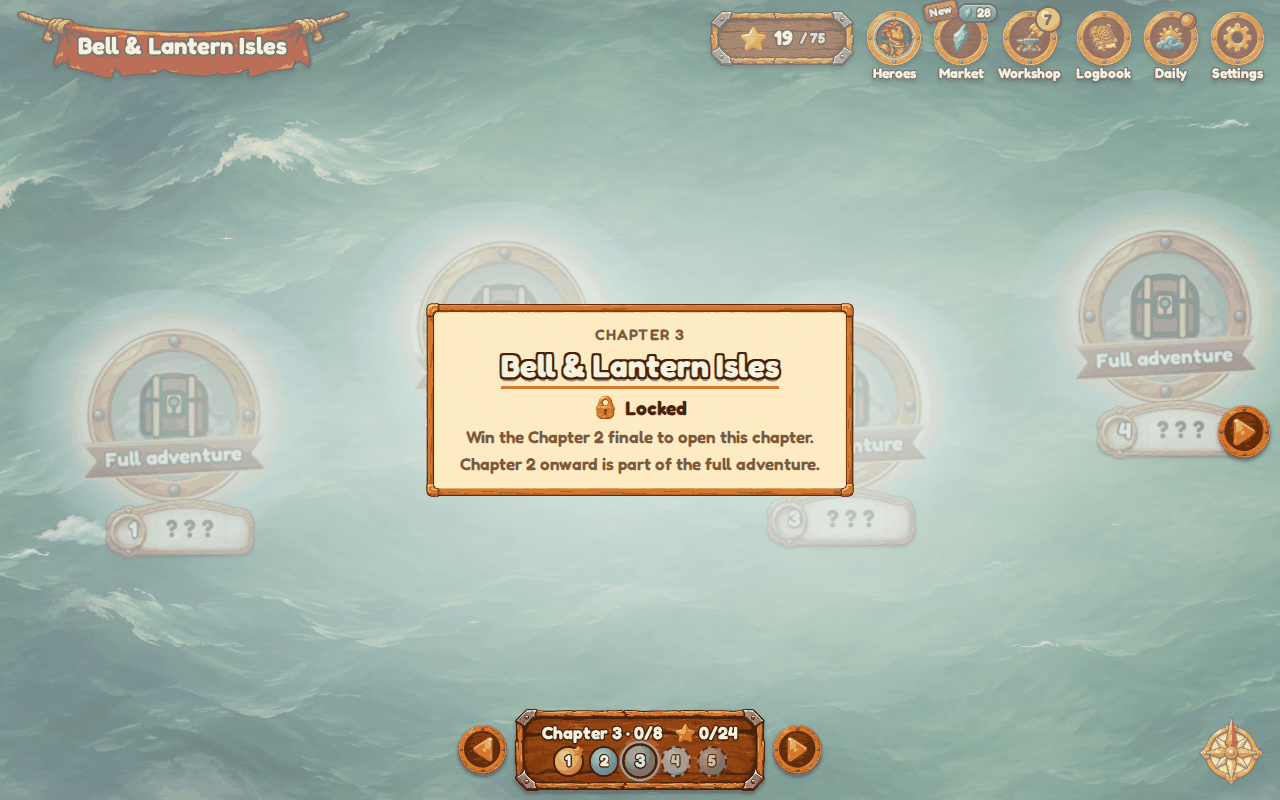 Bell & Lantern Isles
19 / 75
New
28
7
Heroes
Market
Workshop
Logbook
Daily
Settings
CHAPTER 3
Bell & Lantern Isles
Locked
Win the Chapter 2 finale to open this chapter.
Chapter 2 onward is part of the full adventure.
Full adventure
4 ? ? ?
Full adventure
1 ? ? ?
nture
3 ? ? ?
Chapter 3 · 0/8 0/24
1 2 3 4 5